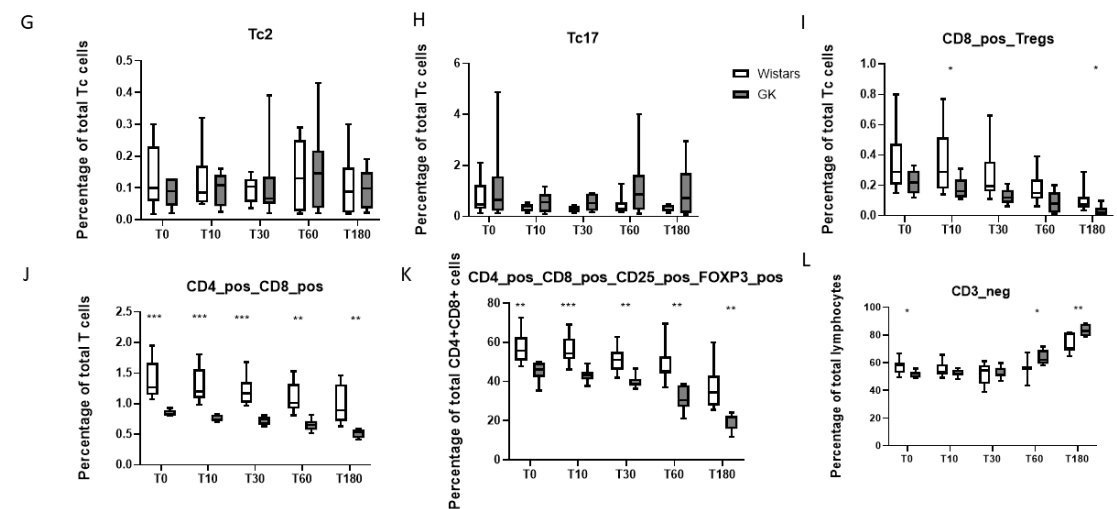 G
Tc2
Percentage of total Tc cells
0.5
0.4
0.3
0.2
0.1
0.0
T0 T10 T30 T60 T180
H
Tc17
Percentage of total Tc cells
6
4
2
0
T0 T10 T30 T60 T180
Wistars
GK
I
CD8_pos_Tregs
Percentage of total Tc cells
1.0
0.8
0.6
0.4
0.2
0.0
* *
T0 T10 T30 T60 T180
J
CD4_pos_CD8_pos
Percentage of total T cells
2.5
2.0
1.5
1.0
0.5
0.0
*** *** *** ** **
T0 T10 T30 T60 T180
K
CD4_pos_CD8_pos_CD25_pos_FOXP3_pos
Percentage of total CD4+CD8+ cells
80
60
40
20
0
** *** ** ** **
T0 T10 T30 T60 T180
L
CD3_neg
Percentage of total lymphocytes
100
80
60
40
20
0
* * **
T0 T10 T30 T60 T180